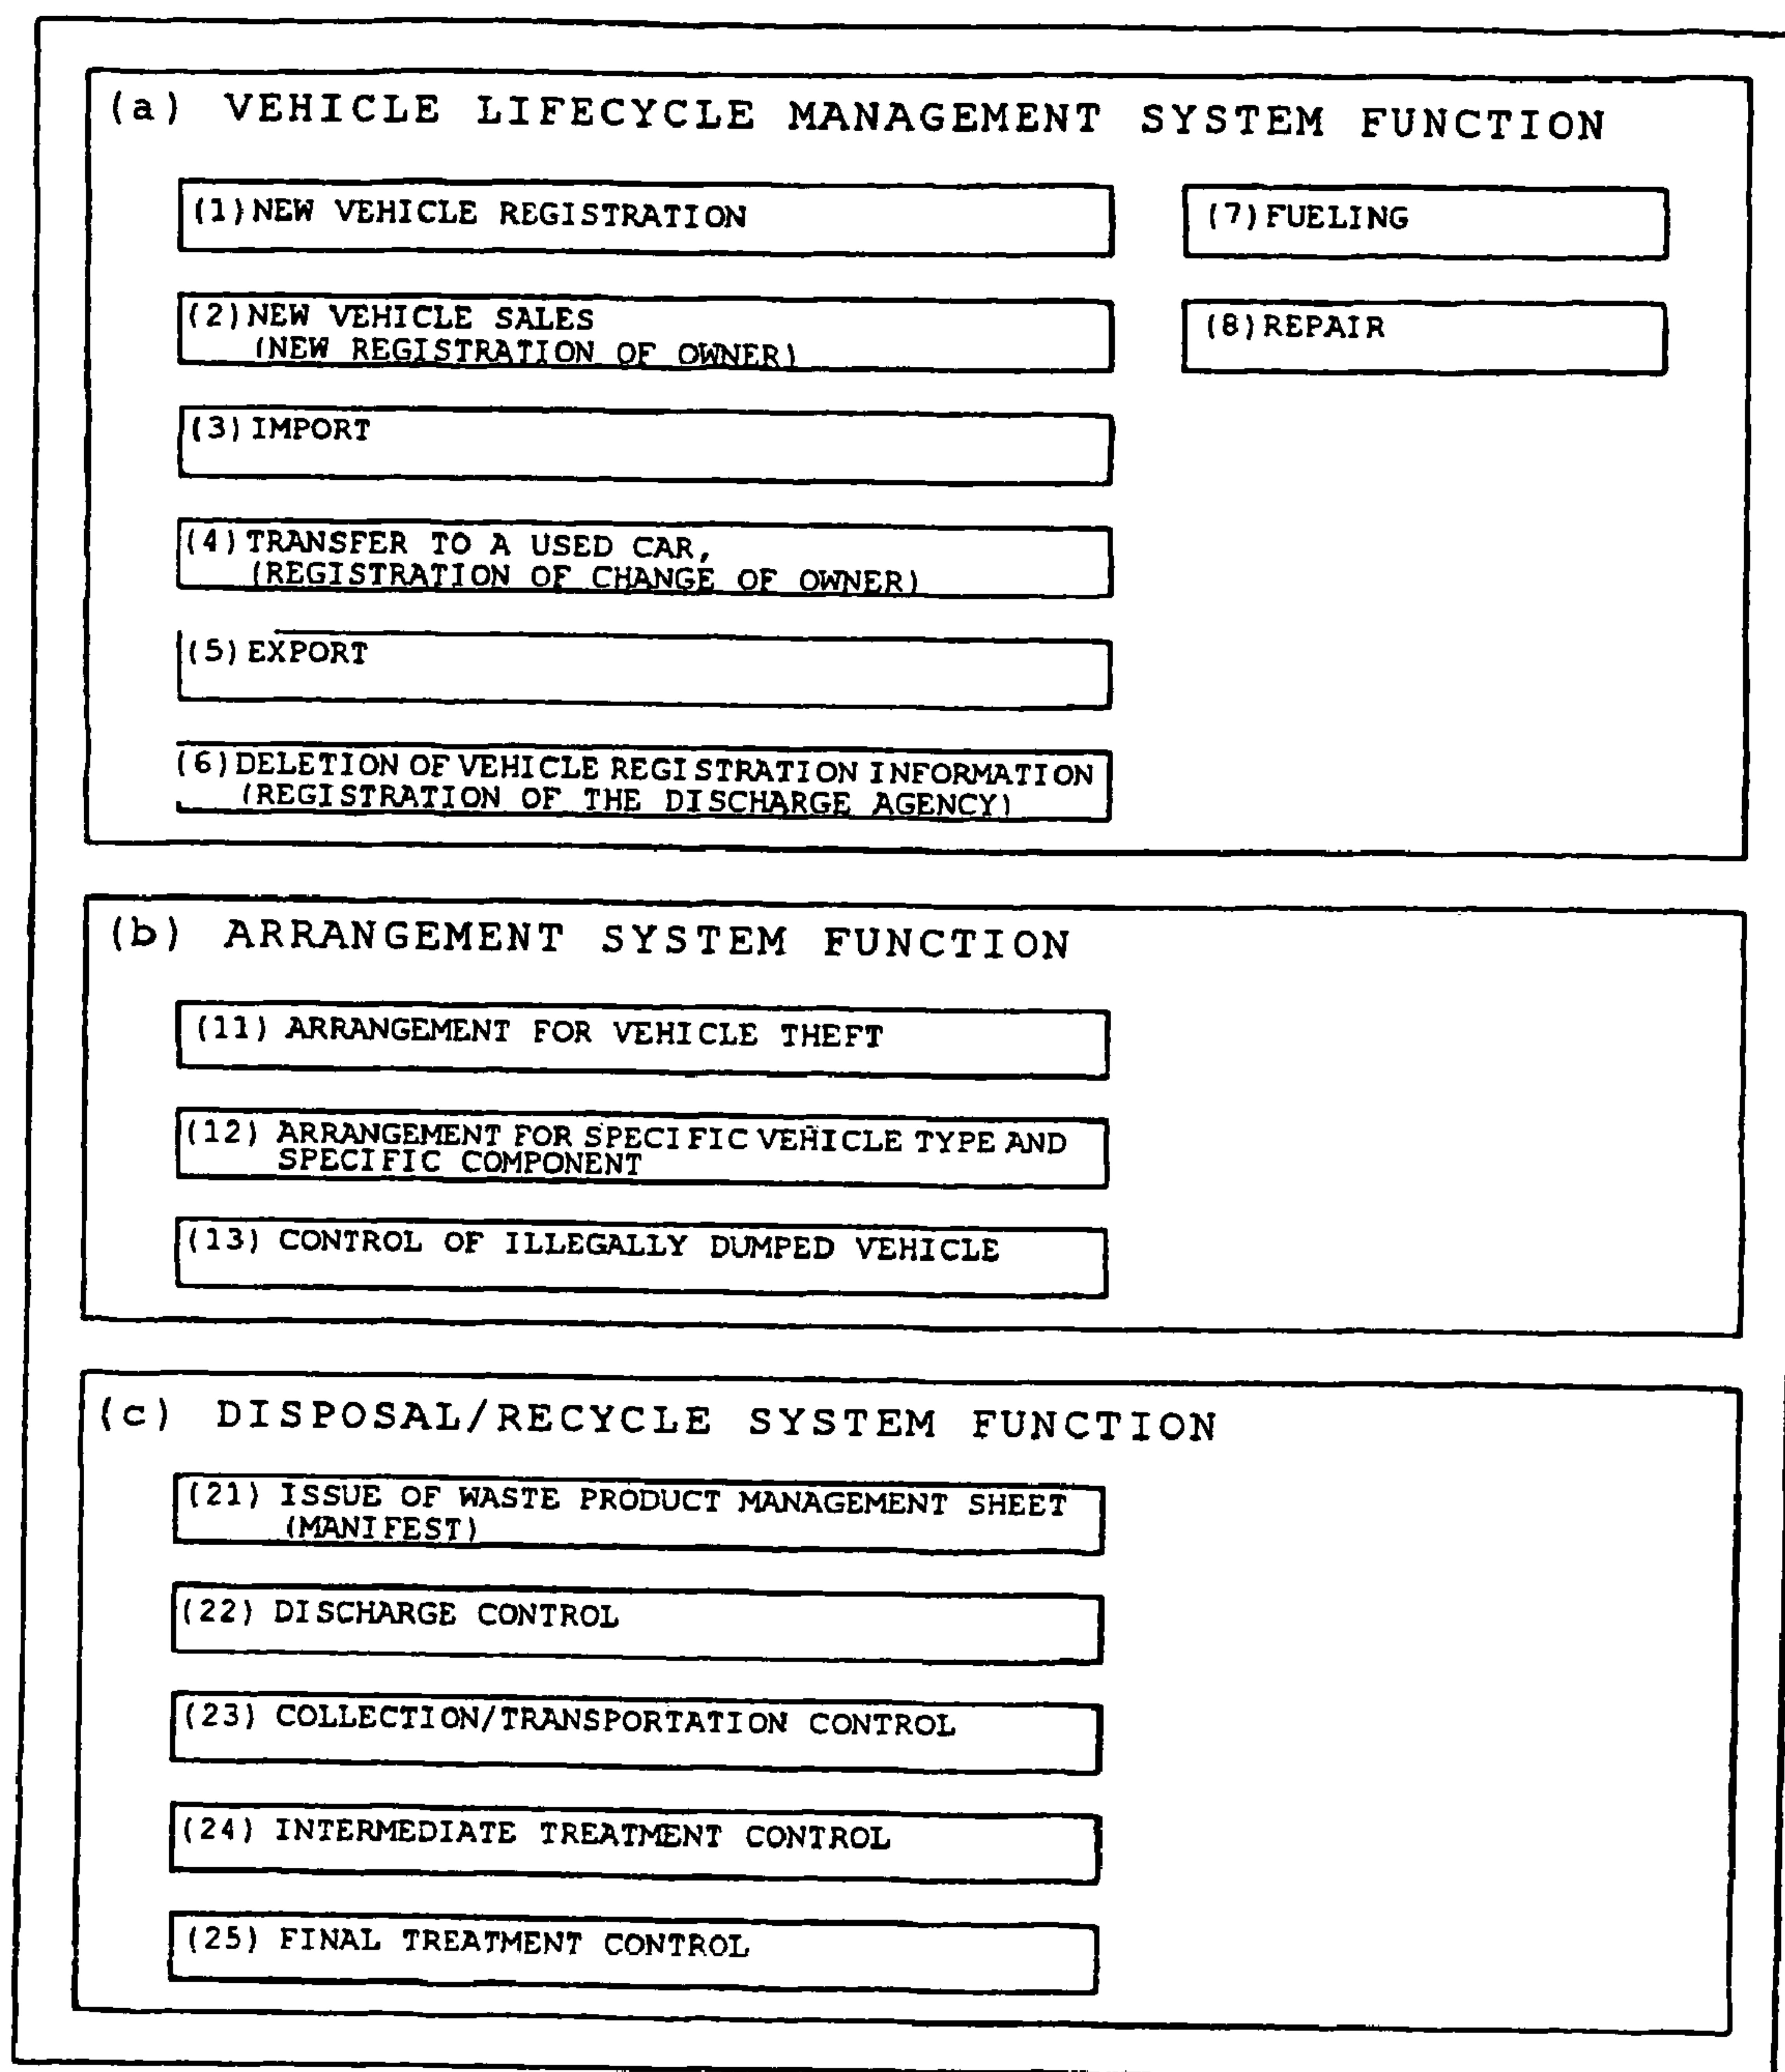 (a) VEHICLE LIFECYCLE MANAGEMENT SYSTEM FUNCTION
(1) NEW VEHICLE REGISTRATION
(2) NEW VEHICLE SALES
(NEW REGISTRATION OF OWNER)
(3) IMPORT
(4) TRANSFER TO A USED CAR,
(REGISTRATION OF CHANGE OF OWNER)
(5) EXPORT
(6) DELETION OF VEHICLE REGISTRATION INFORMATION
(REGISTRATION OF THE DISCHARGE AGENCY)
(7) FUELING
(8) REPAIR
(b) ARRANGEMENT SYSTEM FUNCTION
(11) ARRANGEMENT FOR VEHICLE THEFT
(12) ARRANGEMENT FOR SPECIFIC VEHICLE TYPE AND
SPECIFIC COMPONENT
(13) CONTROL OF ILLEGALLY DUMPED VEHICLE
(c) DISPOSAL/RECYCLE SYSTEM FUNCTION
(21) ISSUE OF WASTE PRODUCT MANAGEMENT SHEET
(MANIFEST)
(22) DISCHARGE CONTROL
(23) COLLECTION/TRANSPORTATION CONTROL
(24) INTERMEDIATE TREATMENT CONTROL
(25) FINAL TREATMENT CONTROL